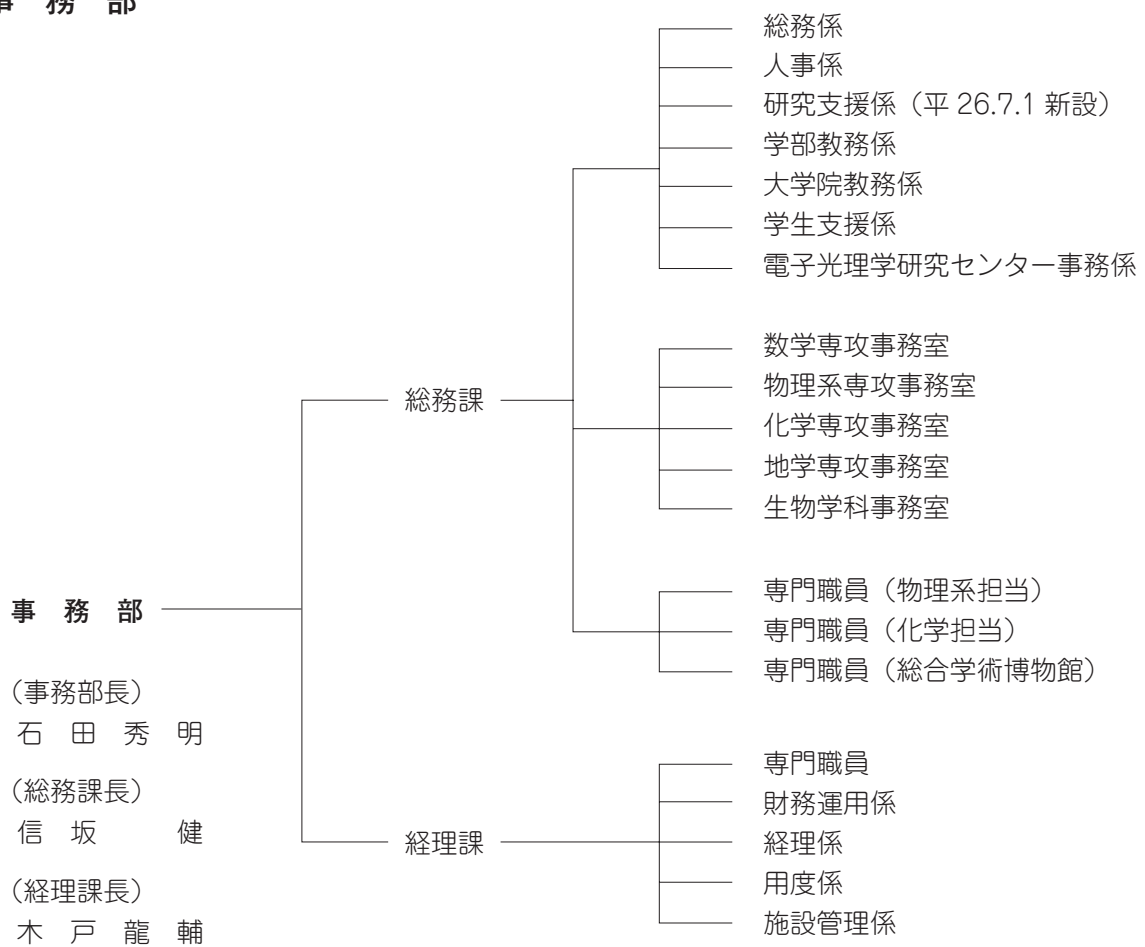 事 務 部
総務係
人事係
研究支援係（平 26.7.1 新設）
学部教務係
大学院教務係
学生支援係
電子光理学研究センター事務係
総務課
数学専攻事務室
物理系専攻事務室
化学専攻事務室
地学専攻事務室
生物学科事務室
専門職員（物理系担当）
専門職員（化学担当）
専門職員（総合学術博物館）
事 務 部
（事務部長）
石 田 秀 明
（総務課長）
信 坂 健
（経理課長）
木 戸 龍 輔
経理課
専門職員
財務運用係
経理係
用度係
施設管理係